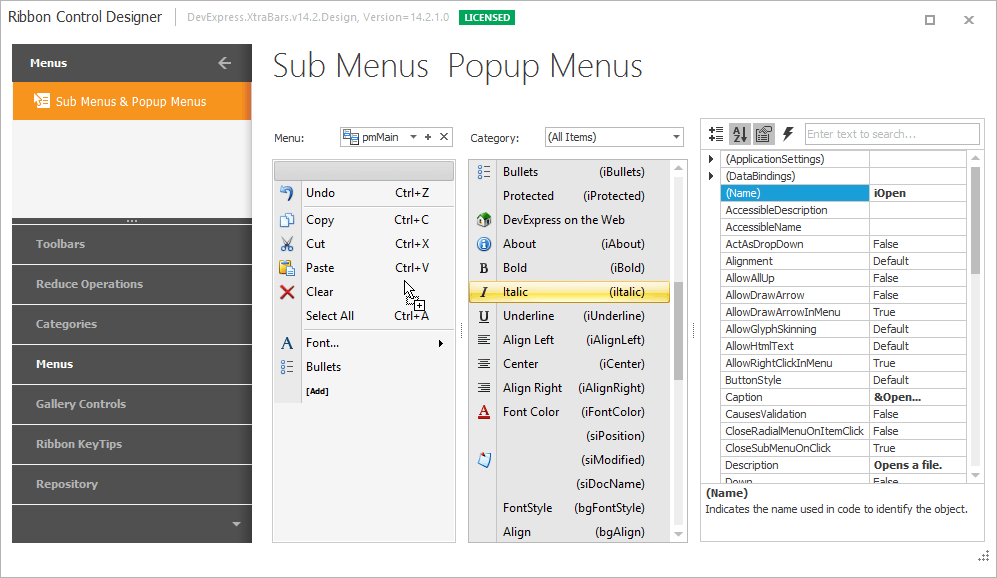 Ribbon Control Designer DevExpress.XtraBars.v14.2.Design, Version=14.2.1.0 LICENSED
Menus
Sub Menus & Popup Menus
Toolbars
Reduce Operations
Categories
Menus
Gallery Controls
Ribbon KeyTips
Repository
Sub Menus Popup Menus
Menu: pmMain
Undo Ctrl+Z
Copy Ctrl+C
Cut Ctrl+X
Paste Ctrl+V
Clear
Select All Ctrl+A
Font...
Bullets
[Add]
Category: (All Items)
Bullets (iBullets)
Protected (iProtected)
DevExpress on the Web
About (iAbout)
Bold (iBold)
Italic (iItalic)
Underline (iUnderline)
Align Left (iAlignLeft)
Center (iCenter)
Align Right (iAlignRight)
Font Color (iFontColor)
(siPosition)
(siModified)
(siDocName)
FontStyle (bgFontStyle)
Align (bgAlign)
Enter text to search...
(ApplicationSettings)
(DataBindings)
(Name) iOpen
AccessibleDescription
AccessibleName
ActAsDropDown False
Alignment Default
AllowAllUp False
AllowDrawArrow False
AllowDrawArrowInMenu True
AllowGlyphSkinning Default
AllowHtmlText Default
AllowRightClickInMenu True
ButtonStyle Default
Caption &Open...
CausesValidation False
CloseRadialMenuOnItemClick False
CloseSubMenuOnClick True
Description Opens a file.
Down False
(Name)
Indicates the name used in code to identify the object.